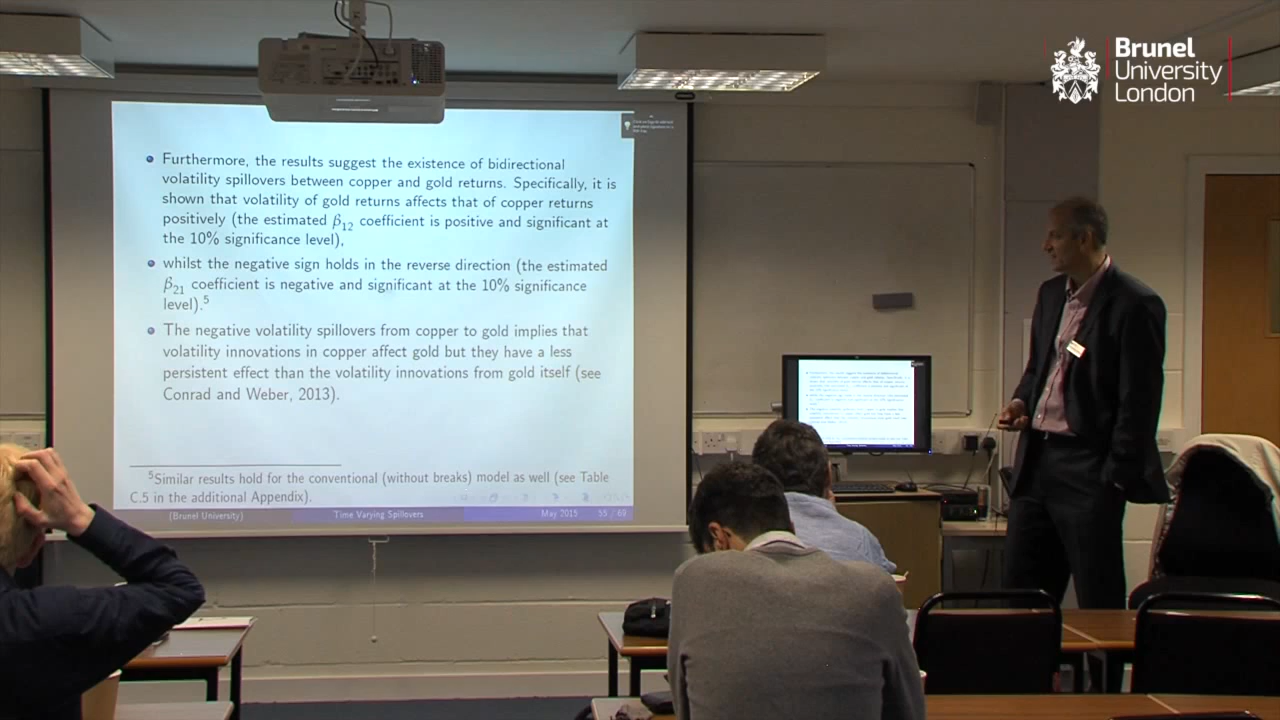 Brunel
University
London
Furthermore, the results suggest the existence of bidirectional
volatility spillovers between copper and gold returns. Specifically, it is
shown that volatility of gold returns affects that of copper returns
positively (the estimated β12 coefficient is positive and significant at
the 10% significance level),
whilst the negative sign holds in the reverse direction (the estimated
β21 coefficient is negative and significant at the 10% significance
level).5
The negative volatility spillovers from copper to gold implies that
volatility innovations in copper affect gold but they have a less
persistent effect than the volatility innovations from gold itself (see
Conrad and Weber, 2013).
5Similar results hold for the conventional (without breaks) model as well (see Table
C.5 in the additional Appendix).
(Brunel University) Time Varying Spillovers May 2015 55 / 69